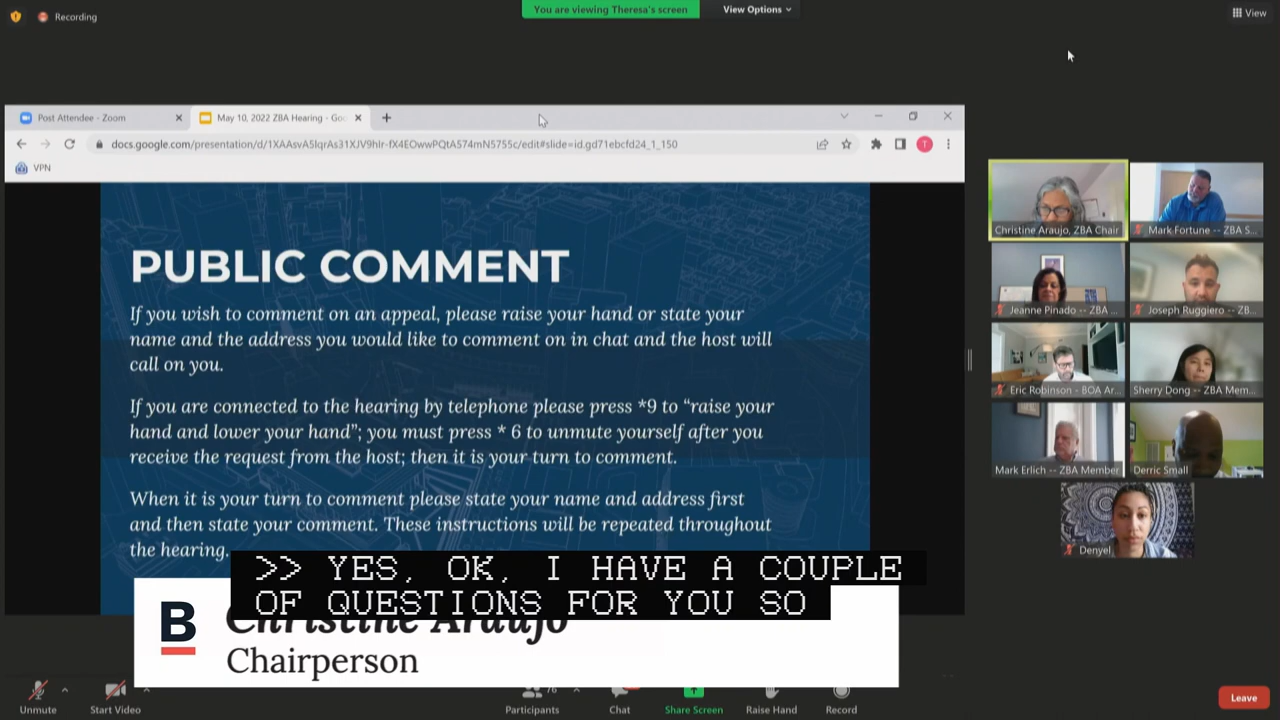 Recording
You are viewing Theresa's screen
View Options
View
Post Attendee - Zoom
May 10, 2022 ZBA Hearing - Goo
docs.google.com/presentation/d/1XAAsvA5lqrAs31XJV9hlr-fX4EOwwPQtA574mN5755c/edit#slide=id.gd71ebcfd24_1_150
T
VPN
PUBLIC COMMENT
If you wish to comment on an appeal, please raise your hand or state your
name and the address you would like to comment on in chat and the host will
call on you.
If you are connected to the hearing by telephone please press *9 to “raise your
hand and lower your hand”; you must press * 6 to unmute yourself after you
receive the request from the host; then it is your turn to comment.
When it is your turn to comment please state your name and address first
and then state your comment. These instructions will be repeated throughout
the hearing.
>> YES, OK, I HAVE A COUPLE
OF QUESTIONS FOR YOU SO
B
Christine Araujo
Chairperson
Christine Araujo, ZBA Chair
Mark Fortune -- ZBA S...
Jeanne Pinado -- ZBA ...
Joseph Ruggiero -- ZB...
Eric Robinson - BOA Ar...
Sherry Dong -- ZBA Mem...
Mark Erlich -- ZBA Member
Derric Small
Denyel
Unmute
Start Video
Participants
76
Chat
Share Screen
Raise Hand
Record
Leave